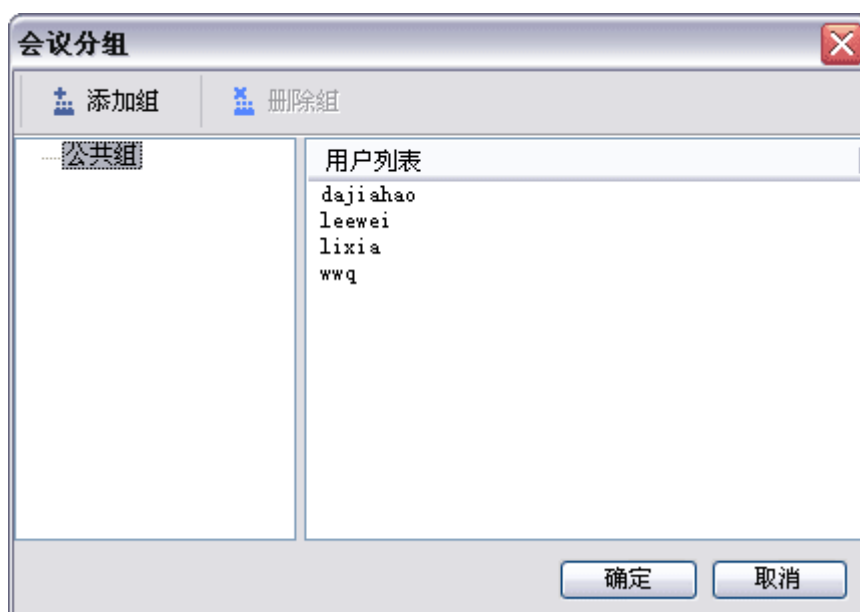 会议分组
添加组 删除组
公共组
用户列表
dajiahao
leewei
lixia
wwq
确定 取消